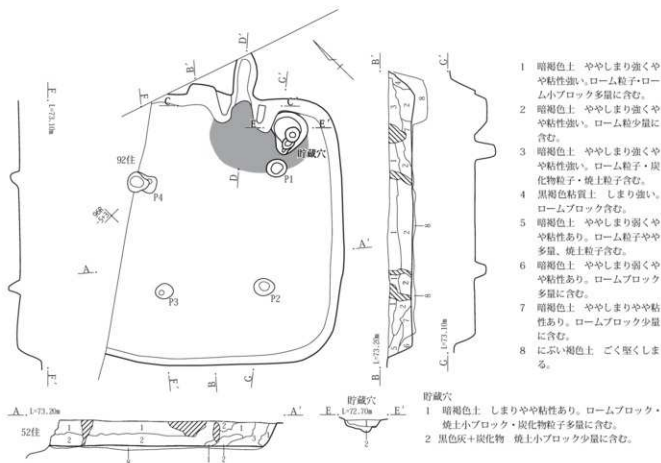 1 暗褐色土 ややしまり強くや
や粘性強い。ローム粒子・ロー
ム小ブロック多量に含む。
2 暗褐色土 ややしまり強くや
や粘性強い。ローム粒少量に
含む。
3 暗褐色土 ややしまり強くや
や粘性強い。ローム粒子・炭
化物粒子・焼土粒子含む。
4 黒褐色粘質土 しまり強い。
ロームブロック含む。
5 暗褐色土 ややしまり弱くや
や粘性あり。ローム粒子やや
多量、焼土粒子含む。
6 暗褐色土 ややしまり弱くや
や粘性あり。ロームブロック
多量に含む。
7 暗褐色土 ややしまりやや粘
性あり。ロームブロック少量
に含む。
8 にぶい褐色土 ごく堅くしま
る。
貯蔵穴
1 暗褐色土 しまりやや粘性あり。ロームブロック・
焼土小ブロック・炭化物粒子多量に含む。
2 黒色灰+炭化物 焼土小ブロック少量に含む。
92住
貯蔵穴
P1
P4
P3
P2
A
A'
B'
B
C
C'
D'
D
E
E'
F
F'
G'
G
F L=73.10m
F'
B'
B L=73.20m
G'
G L=73.10m
A L=73.20m
A'
52住
貯蔵穴
E L=72.70m E'